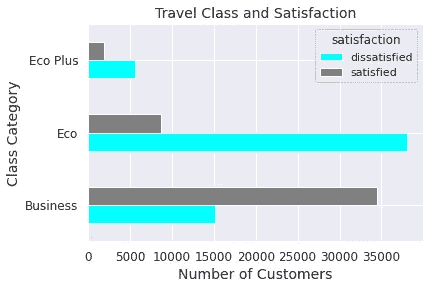 Travel Class and Satisfaction
satisfaction
dissatisfied
satisfied
Class Category
Eco Plus
Eco
Business
0 5000 10000 15000 20000 25000 30000 35000
Number of Customers